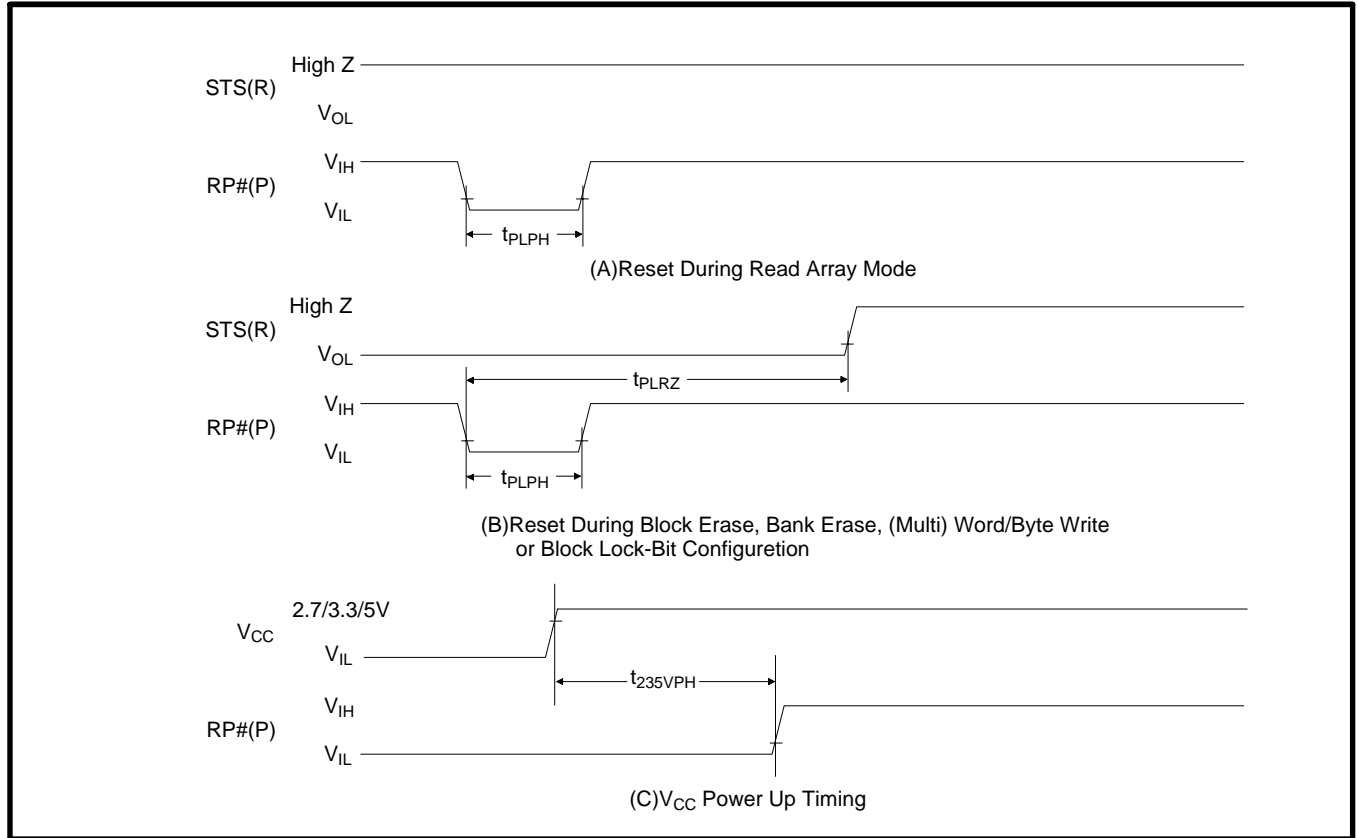 High Z
STS(R)
VOL
VIH
RP#(P)
VIL
tPLPH
(A)Reset During Read Array Mode
High Z
STS(R)
VOL
tPLRZ
VIH
RP#(P)
VIL
tPLPH
(B)Reset During Block Erase, Bank Erase, (Multi) Word/Byte Write
or Block Lock-Bit Configuretion
2.7/3.3/5V
VCC
VIL
t235VPH
VIH
RP#(P)
VIL
(C)VCC Power Up Timing